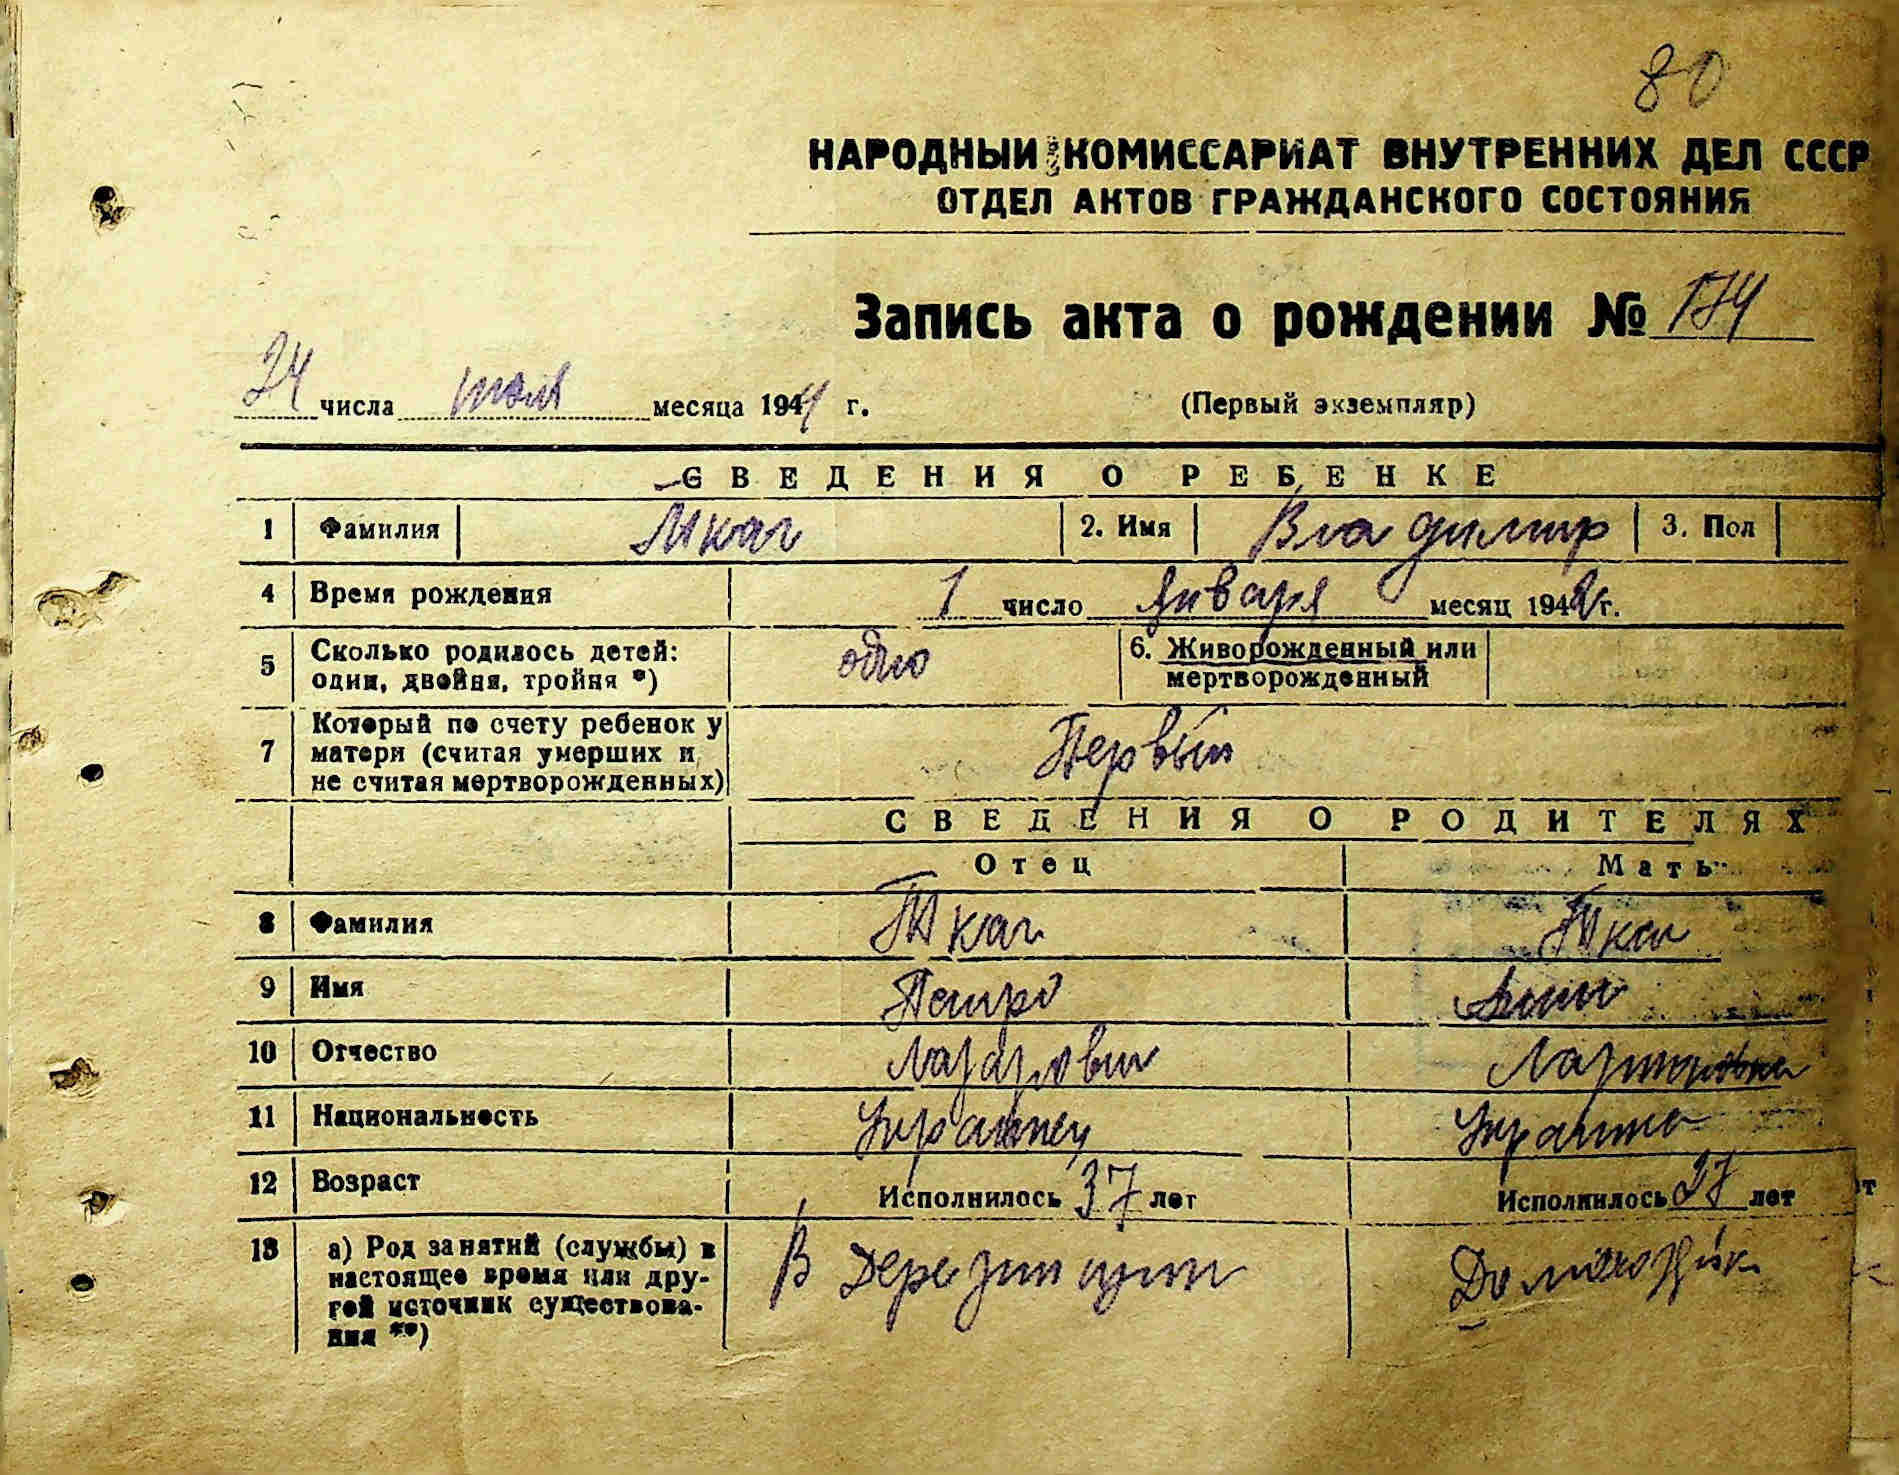 80
НАРОДНЫЙ КОМИССАРИАТ ВНУТРЕННИХ ДЕЛ СССР
ОТДЕЛ АКТОВ ГРАЖДАНСКОГО СОСТОЯНИЯ
Запись акта о рождении № 174
24 числа июля месяца 1944 г. (Первый экземпляр)
СВЕДЕНИЯ О РЕБЕНКЕ
1 Фамилия Ткач 2. Имя Владимир 3. Пол
4 Время рождения 1 число января месяц 1942 г.
5 Сколько родилось детей: один, двойня, тройня *) одно 6. Живорожденный или мертворожденный
7 Который по счету ребенок у матери (считая умерших и не считая мертворожденных) Первый
СВЕДЕНИЯ О РОДИТЕЛЯХ
Отец Мать
8 Фамилия Ткач Ткач
9 Имя Петро
10 Отчество Лазарович
11 Национальность Украинец Украинка
12 Возраст Исполнилось 37 лет Исполнилось 27 лет
13 а) Род занятий (службы) в настоящее время или другой источник существования **) В Домохозяйк